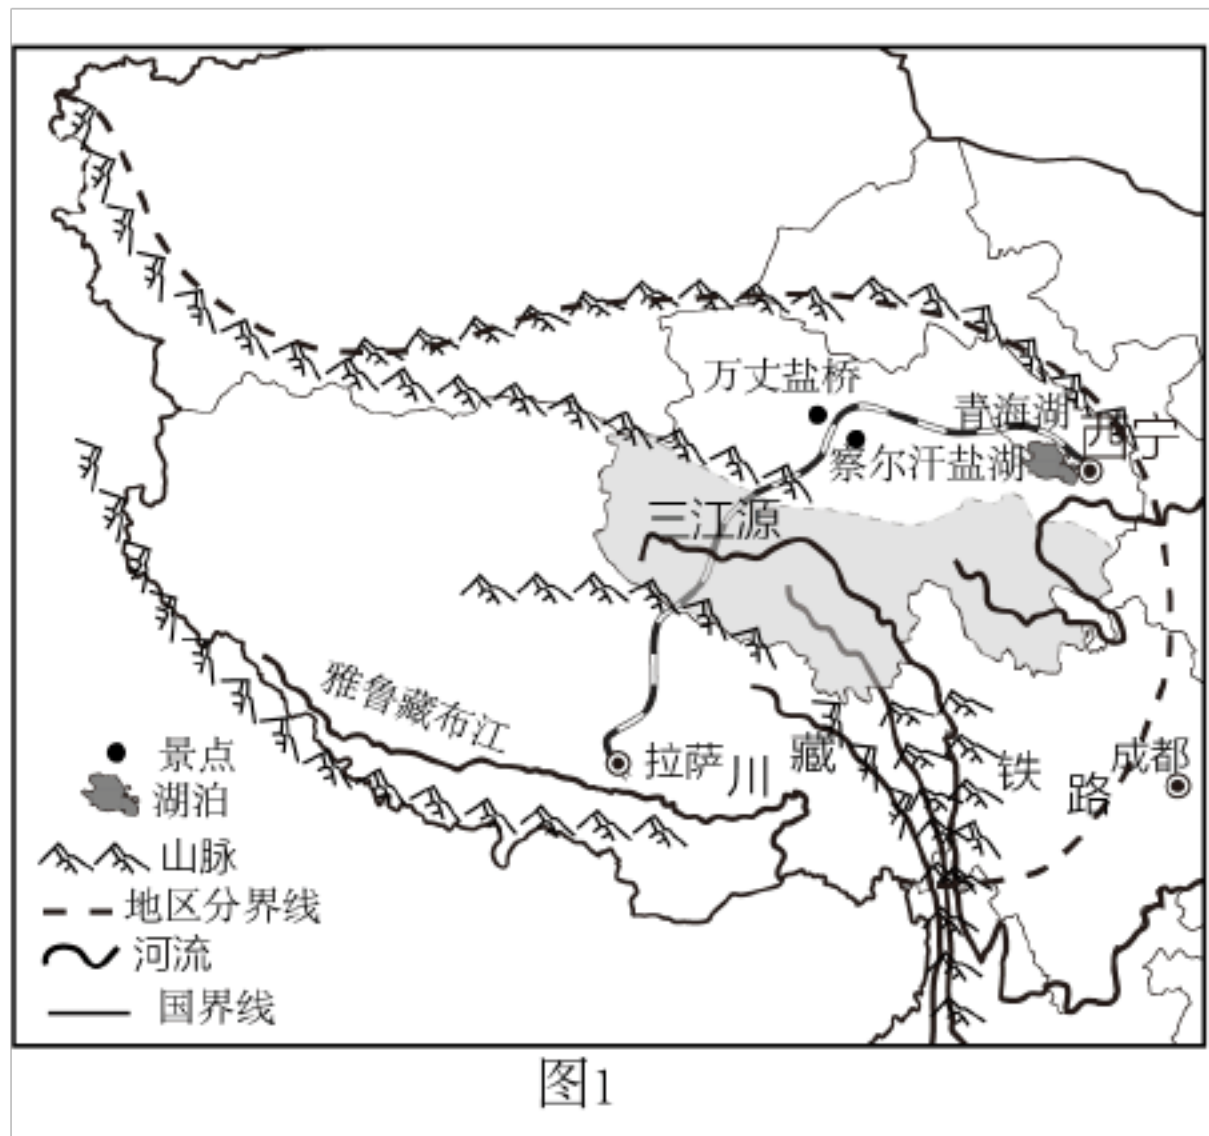 万丈盐桥
青海湖
西宁
察尔汗盐湖
三江源
雅鲁藏布江
拉萨
川藏铁路
成都
景点
湖泊
山脉
地区分界线
河流
国界线
图1